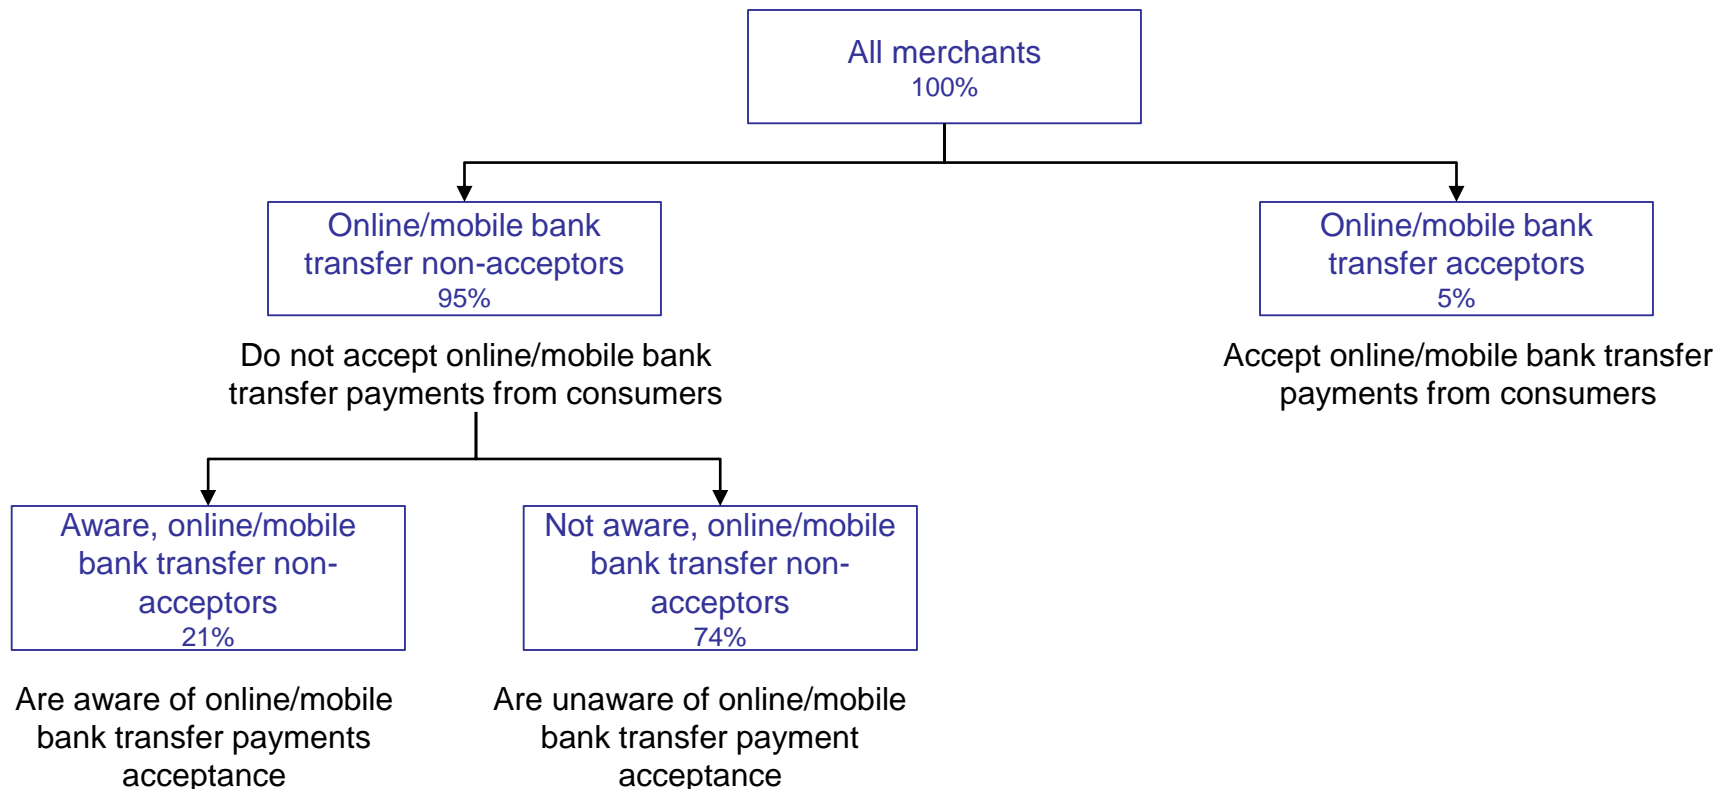 All merchants
100%
Online/mobile bank
transfer non-acceptors
95%
Online/mobile bank
transfer acceptors
5%
Do not accept online/mobile bank
transfer payments from consumers
Accept online/mobile bank transfer
payments from consumers
Aware, online/mobile
bank transfer non-
acceptors
21%
Not aware, online/mobile
bank transfer non-
acceptors
74%
Are aware of online/mobile
bank transfer payments
acceptance
Are unaware of online/mobile
bank transfer payment
acceptance